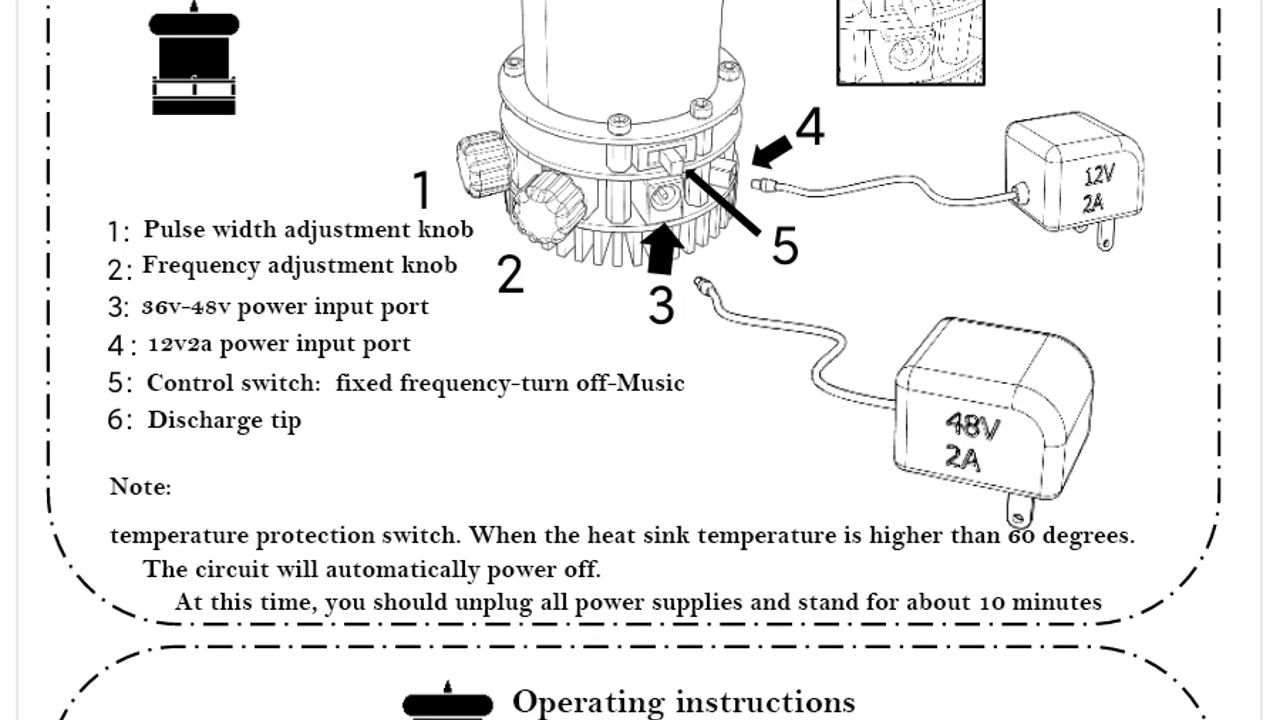 4
12V
2A
1
1: Pulse width adjustment knob
5
2: Frequency adjustment knob
2
3
3: 36v-48v power input port
4: 12v2a power input port
5: Control switch: fixed frequency-turn off-Music
6: Discharge tip
48V
2A
Note:
temperature protection switch. When the heat sink temperature is higher than 60 degrees.
The circuit will automatically power off.
At this time, you should unplug all power supplies and stand for about 10 minutes
Operating instructions